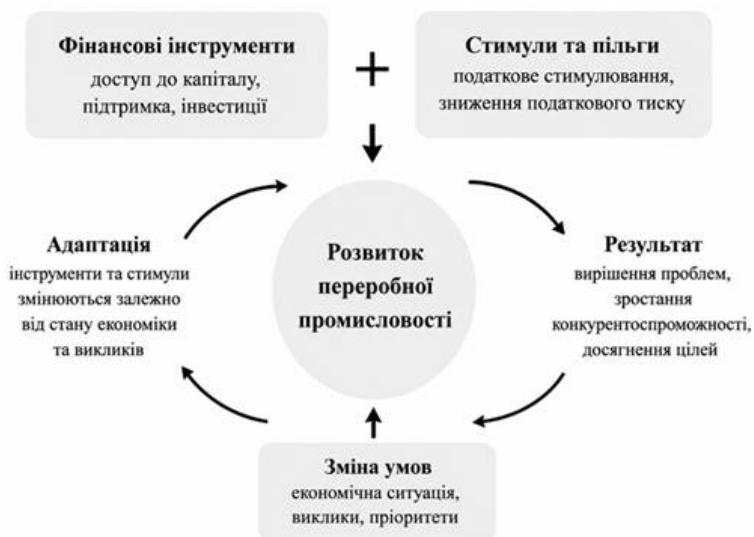 Фінансові інструменти
доступ до капіталу,
підтримка, інвестиції
+
Стимули та пільги
податкове стимулювання,
зниження податкового тиску
Адаптація
інструменти та стимули
змінюються залежно
від стану економіки
та викликів
Розвиток
переробної
промисловості
Результат
вирішення проблем,
зростання
конкурентоспроможності,
досягнення цілей
Зміна умов
економічна ситуація,
виклики, пріоритети